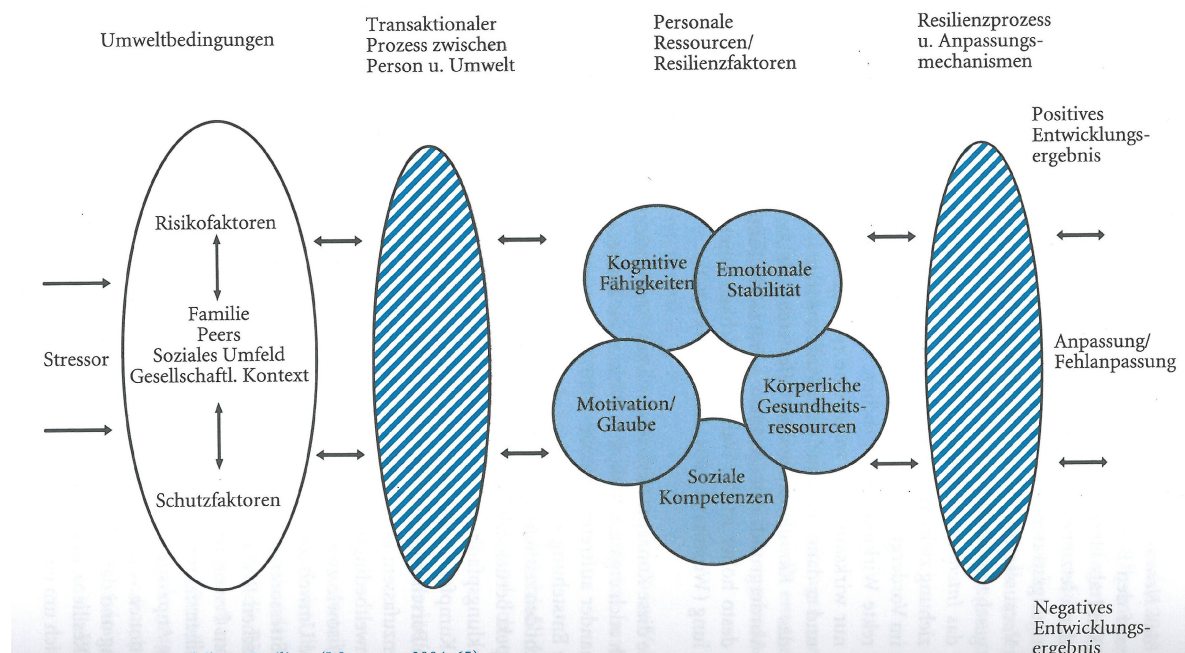 Umweltbedingungen
Transaktionaler
Prozess zwischen
Person u. Umwelt
Personale
Ressourcen/
Resilienzfaktoren
Resilienzprozess
u. Anpassungs-
mechanismen
Stressor
Risikofaktoren
Familie
Peers
Soziales Umfeld
Gesellschaftl. Kontext
Schutzfaktoren
Kognitive
Fähigkeiten
Emotionale
Stabilität
Motivation/
Glaube
Körperliche
Gesundheits-
ressourcen
Soziale
Kompetenzen
Positives
Entwicklungs-
ergebnis
Anpassung/
Fehlanpassung
Negatives
Entwicklungs-
ergebnis